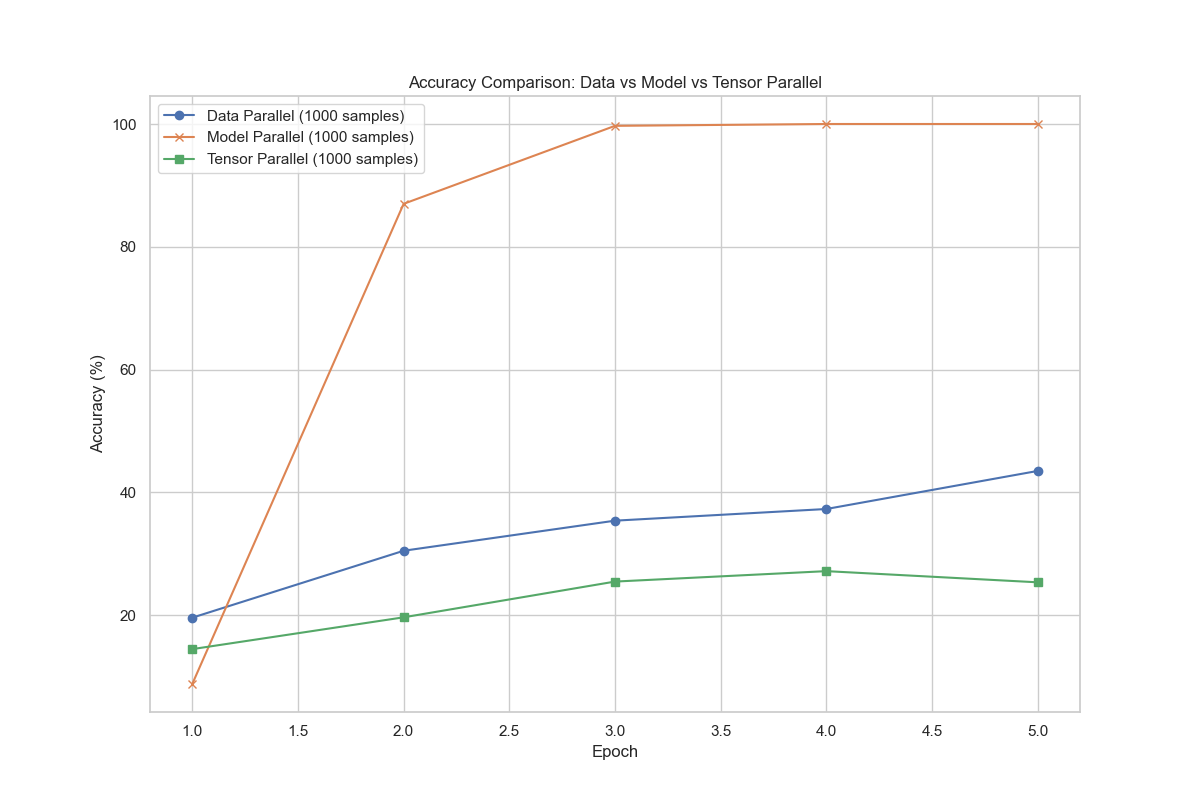 Accuracy Comparison: Data vs Model vs Tensor Parallel
Data Parallel (1000 samples)
Model Parallel (1000 samples)
Tensor Parallel (1000 samples)
Accuracy (%)
100
80
60
40
20
1.0 1.5 2.0 2.5 3.0 3.5 4.0 4.5 5.0
Epoch